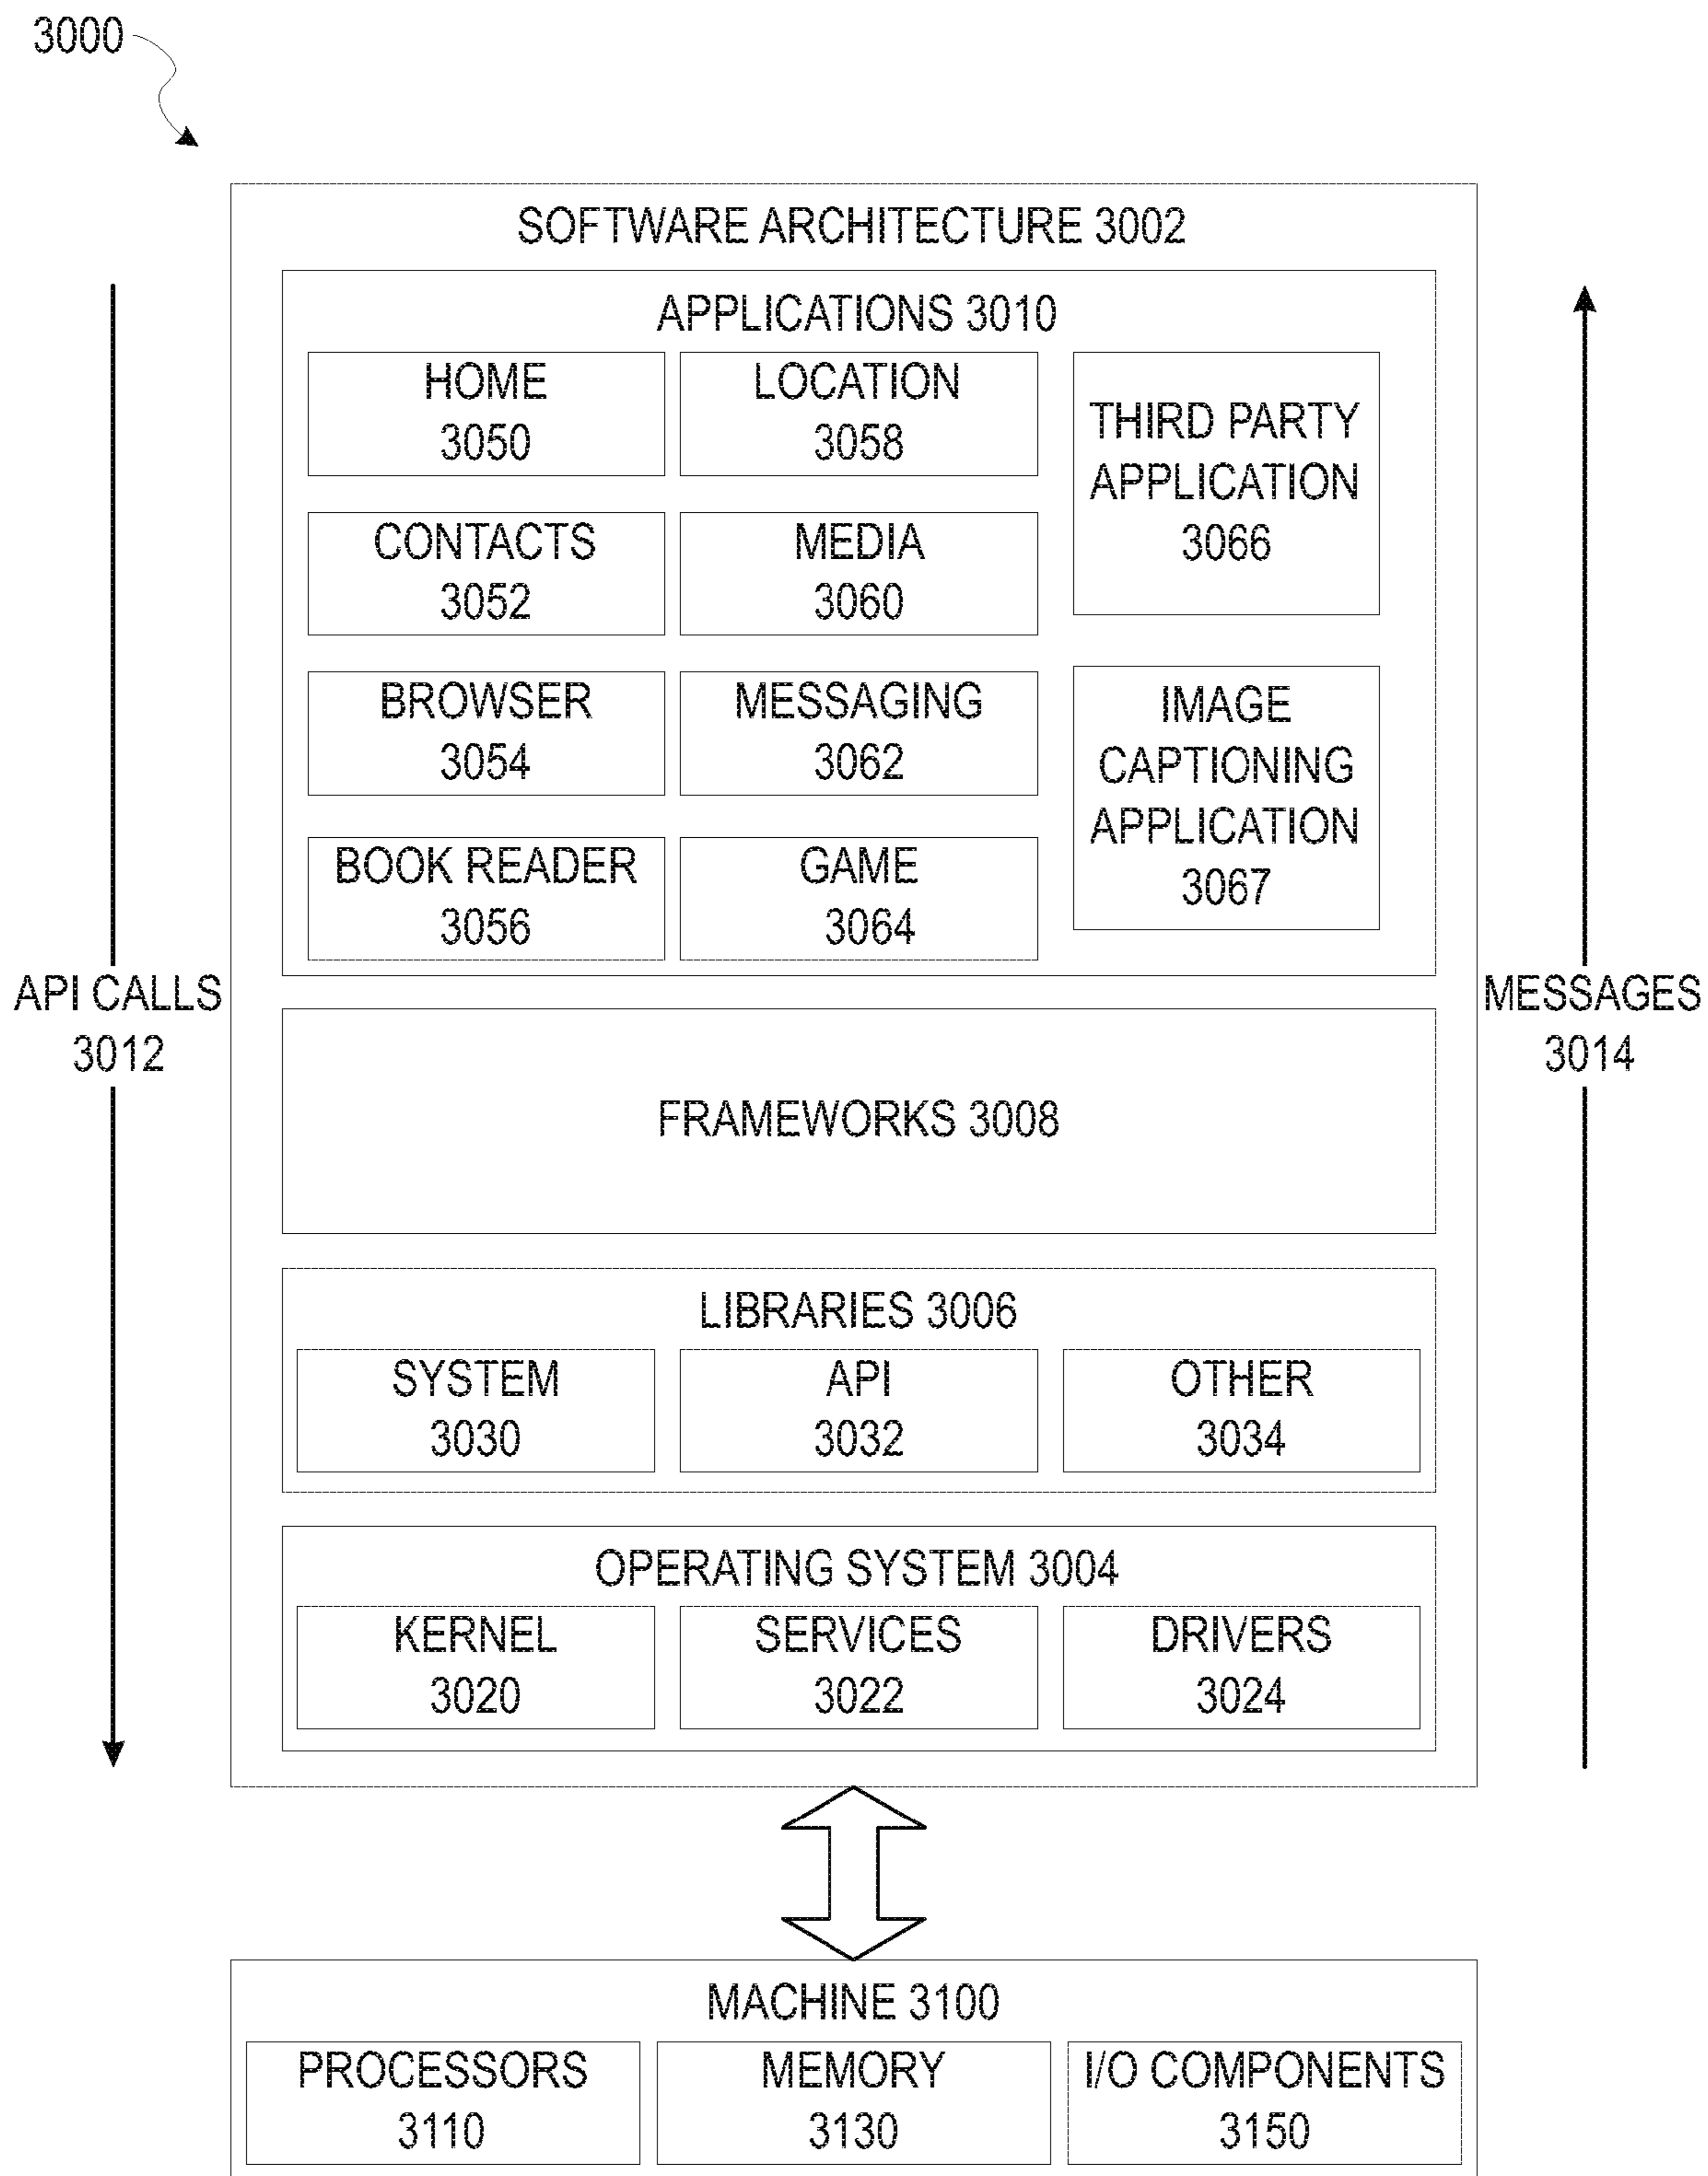 3000
SOFTWARE ARCHITECTURE 3002
APPLICATIONS 3010
HOME
3050
LOCATION
3058
THIRD PARTY
APPLICATION
3066
CONTACTS
3052
MEDIA
3060
BROWSER
3054
MESSAGING
3062
IMAGE
CAPTIONING
APPLICATION
3067
BOOK READER
3056
GAME
3064
API CALLS
3012
MESSAGES
3014
FRAMEWORKS 3008
LIBRARIES 3006
SYSTEM
3030
API
3032
OTHER
3034
OPERATING SYSTEM 3004
KERNEL
3020
SERVICES
3022
DRIVERS
3024
MACHINE 3100
PROCESSORS
3110
MEMORY
3130
I/O COMPONENTS
3150